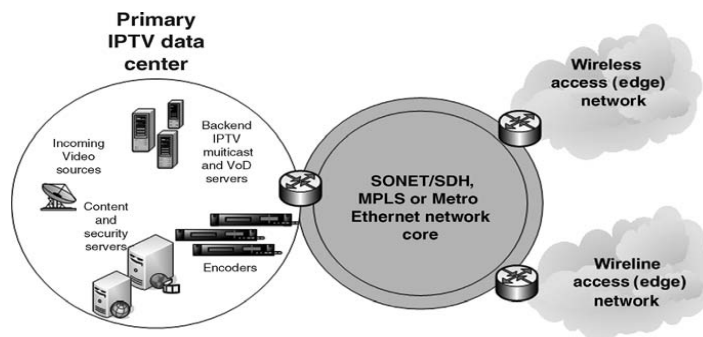 Primary
IPTV data
center
Incoming
Video
sources
Backend
IPTV
multicast
and VoD
servers
Content
and
security
servers
Encoders
SONET/SDH,
MPLS or Metro
Ethernet network
core
Wireless
access (edge)
network
Wireline
access (edge)
network